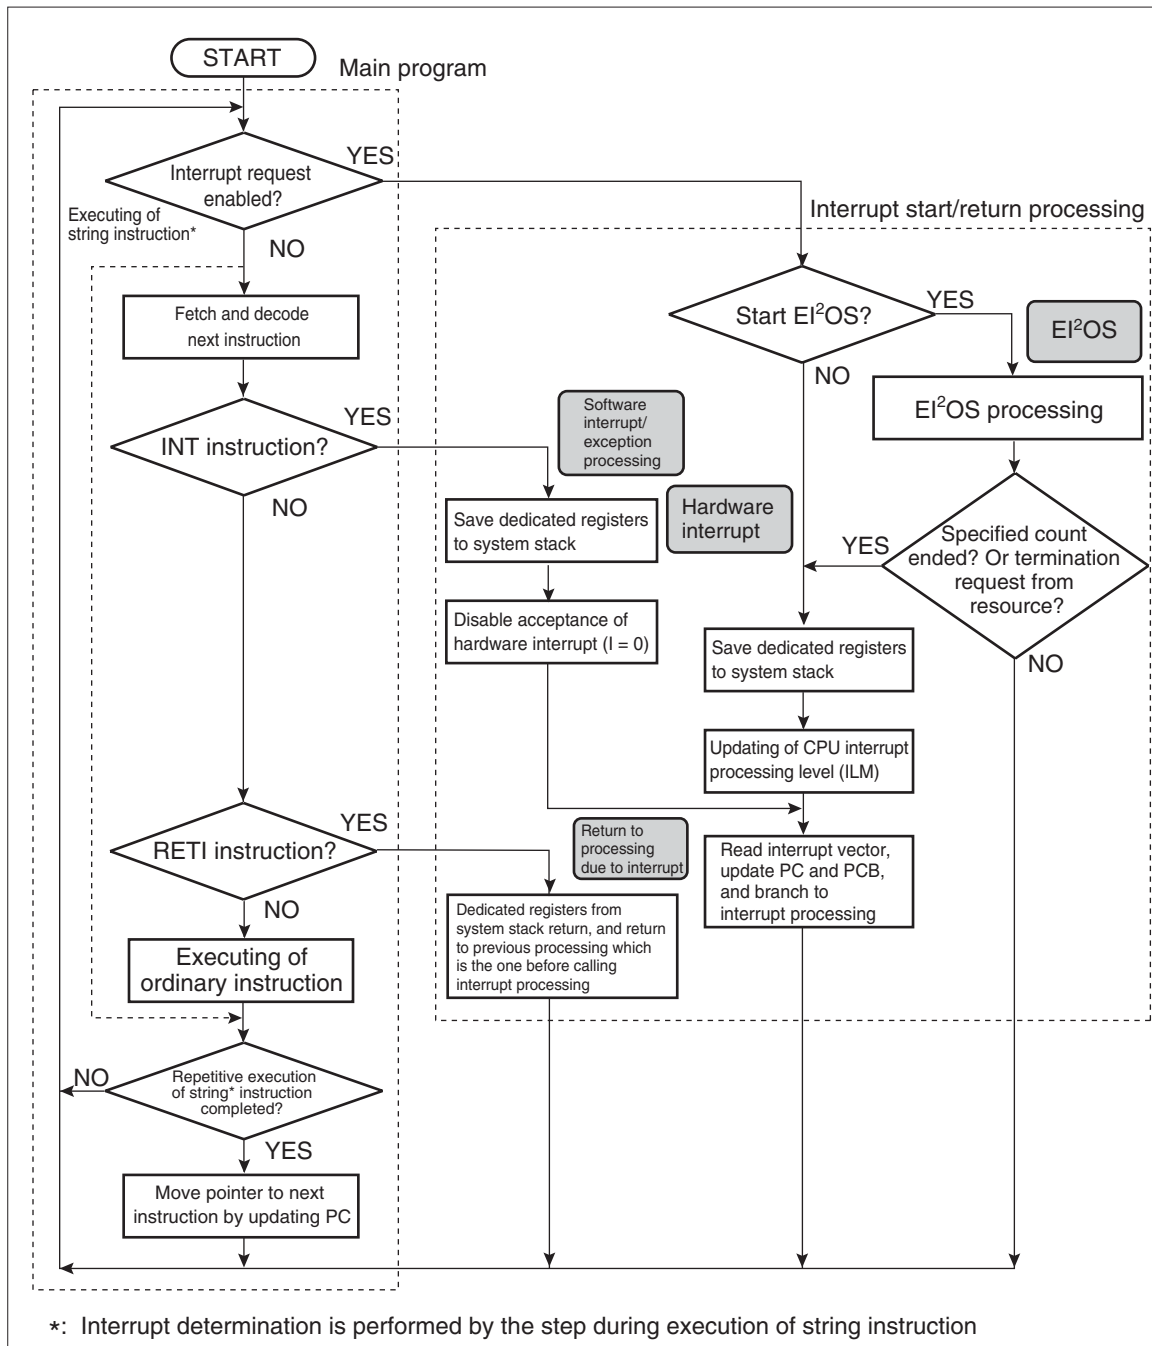 START
Main program
Interrupt request
enabled?
YES
Executing of
string instruction*
NO
Interrupt start/return processing
Fetch and decode
next instruction
Start EI²OS?
YES
EI²OS
NO
EI²OS processing
INT instruction?
YES
NO
Software
interrupt/
exception
processing
Save dedicated registers
to system stack
Hardware
interrupt
Specified count
ended? Or termination
request from
resource?
YES
NO
Disable acceptance of
hardware interrupt (I = 0)
Save dedicated registers
to system stack
Updating of CPU interrupt
processing level (ILM)
RETI instruction?
YES
NO
Return to
processing
due to interrupt
Read interrupt vector,
update PC and PCB,
and branch to
interrupt processing
Dedicated registers from
system stack return, and return
to previous processing which
is the one before calling
interrupt processing
Executing of
ordinary instruction
Repetitive execution
of string* instruction
completed?
NO
YES
Move pointer to next
instruction by updating PC
*: Interrupt determination is performed by the step during execution of string instruction